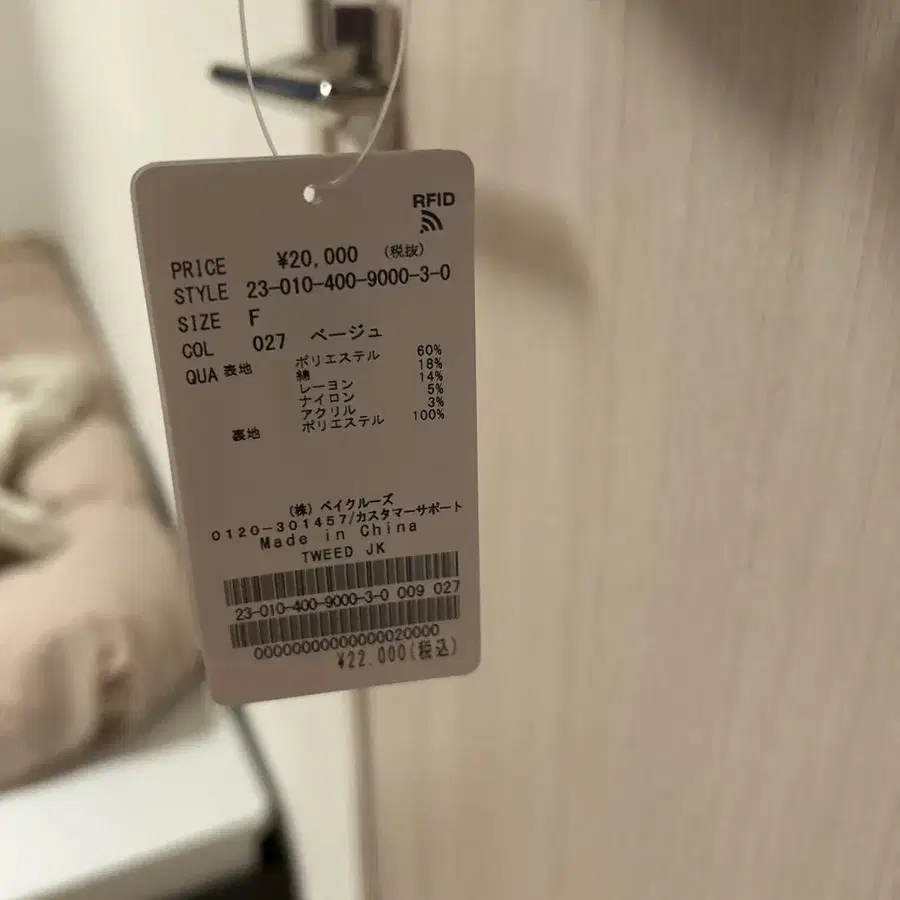 RFID
PRICE ¥20,000 (税抜)
STYLE 23-010-400-9000-3-0
SIZE F
COL 027 ベージュ
QUA 表地 ポリエステル 60%
綿 18%
レーヨン 14%
ナイロン 5%
アクリル 3%
裏地 ポリエステル 100%
(株) ベイクルーズ
0120-301457/カスタマーサポート
Made in China
TWEED JK
23-010-400-9000-3-0 009 027
00000000000000020000
¥22.000(税込)